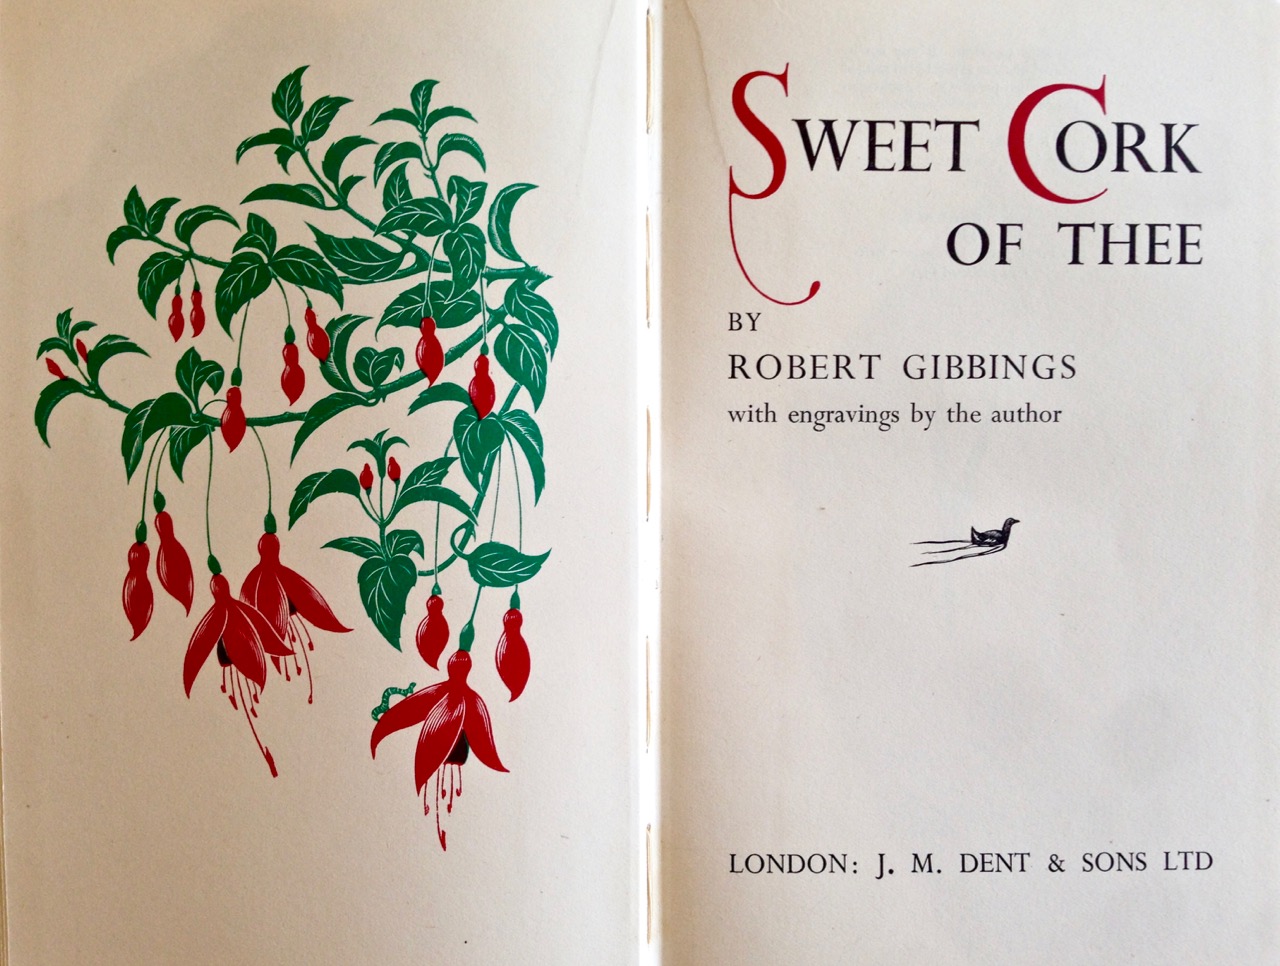 SWEET CORK
OF THEE
BY
ROBERT GIBBINGS
with engravings by the author
LONDON: J. M. DENT & SONS LTD